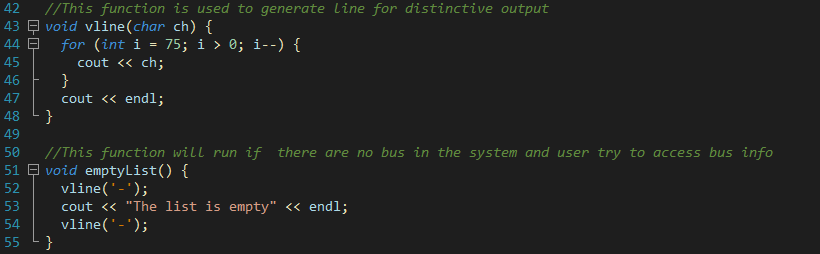 42 //This function is used to generate line for distinctive output
43 void vline(char ch) {
44   for (int i = 75; i > 0; i--) {
45     cout << ch;
46   }
47   cout << endl;
48 }
49
50 //This function will run if  there are no bus in the system and user try to access bus info
51 void emptyList() {
52   vline('-');
53   cout << "The list is empty" << endl;
54   vline('-');
55 }